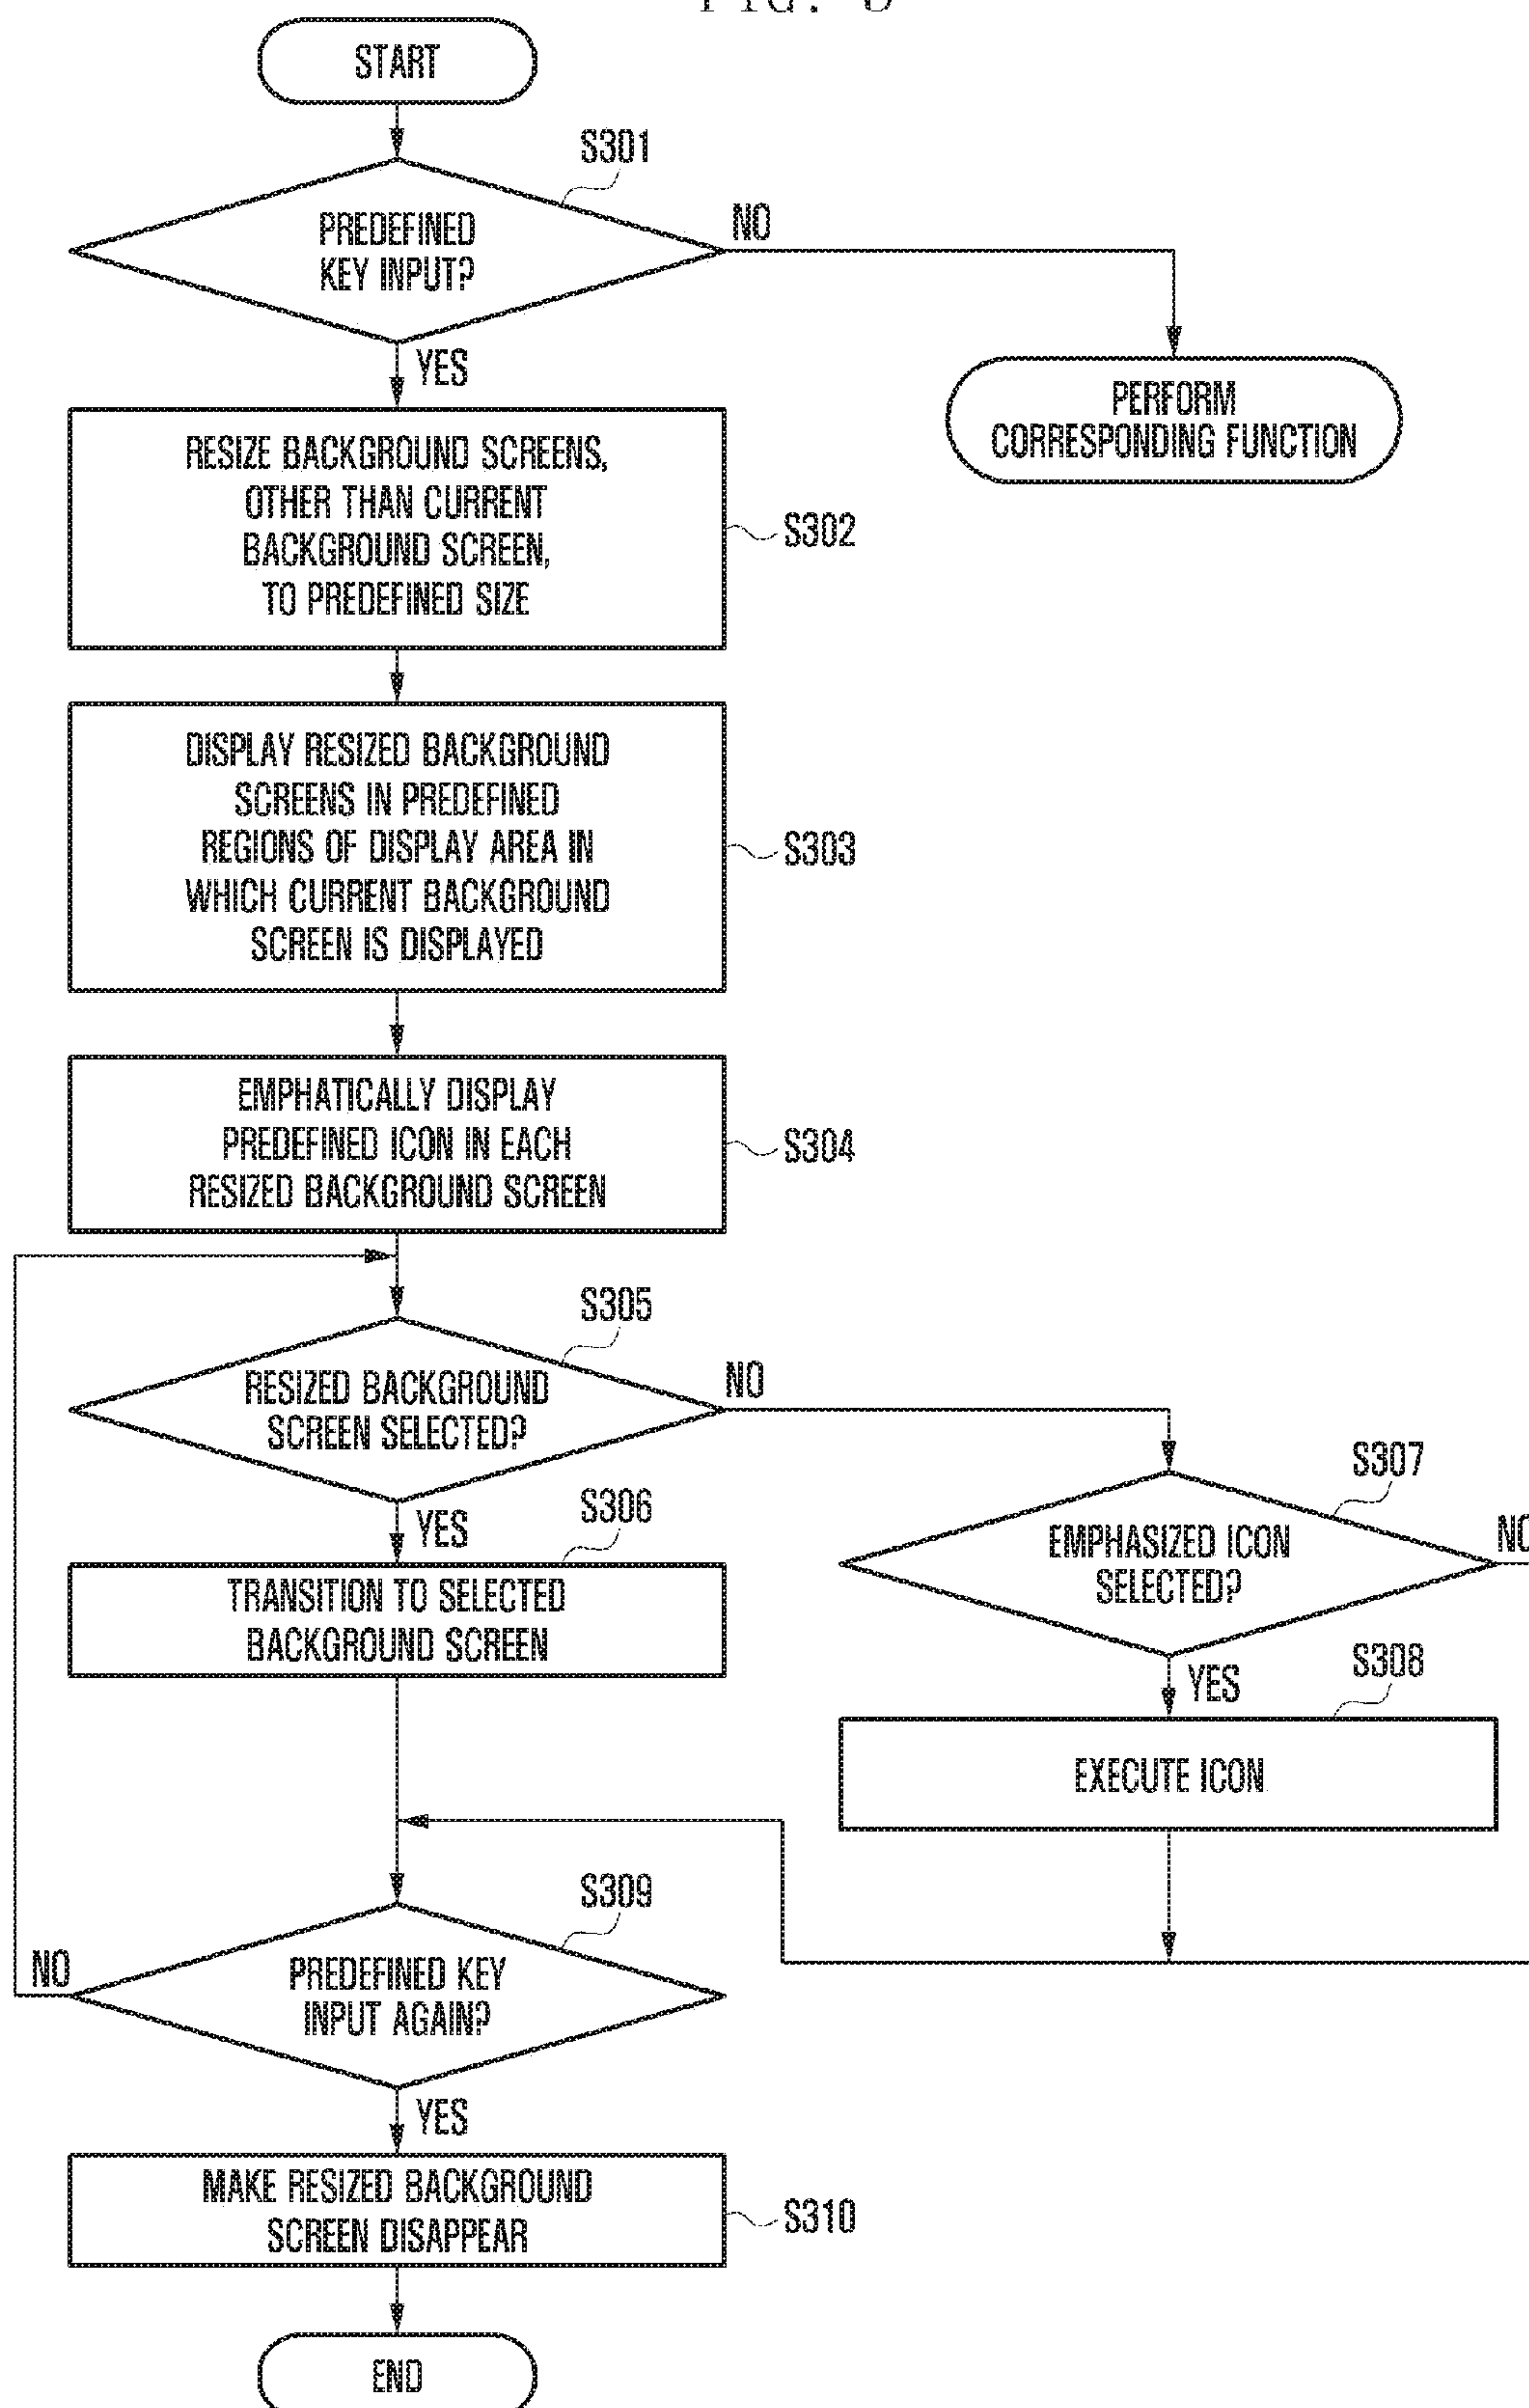 START
S301
PREDEFINED
KEY INPUT?
NO
YES
PERFORM
CORRESPONDING FUNCTION
RESIZE BACKGROUND SCREENS,
OTHER THAN CURRENT
BACKGROUND SCREEN,
TO PREDEFINED SIZE
S302
DISPLAY RESIZED BACKGROUND
SCREENS IN PREDEFINED
REGIONS OF DISPLAY AREA IN
WHICH CURRENT BACKGROUND
SCREEN IS DISPLAYED
S303
EMPHATICALLY DISPLAY
PREDEFINED ICON IN EACH
RESIZED BACKGROUND SCREEN
S304
S305
RESIZED BACKGROUND
SCREEN SELECTED?
NO
YES
S306
TRANSITION TO SELECTED
BACKGROUND SCREEN
S307
EMPHASIZED ICON
SELECTED?
NO
YES
S308
EXECUTE ICON
S309
PREDEFINED KEY
INPUT AGAIN?
NO
YES
MAKE RESIZED BACKGROUND
SCREEN DISAPPEAR
S310
END